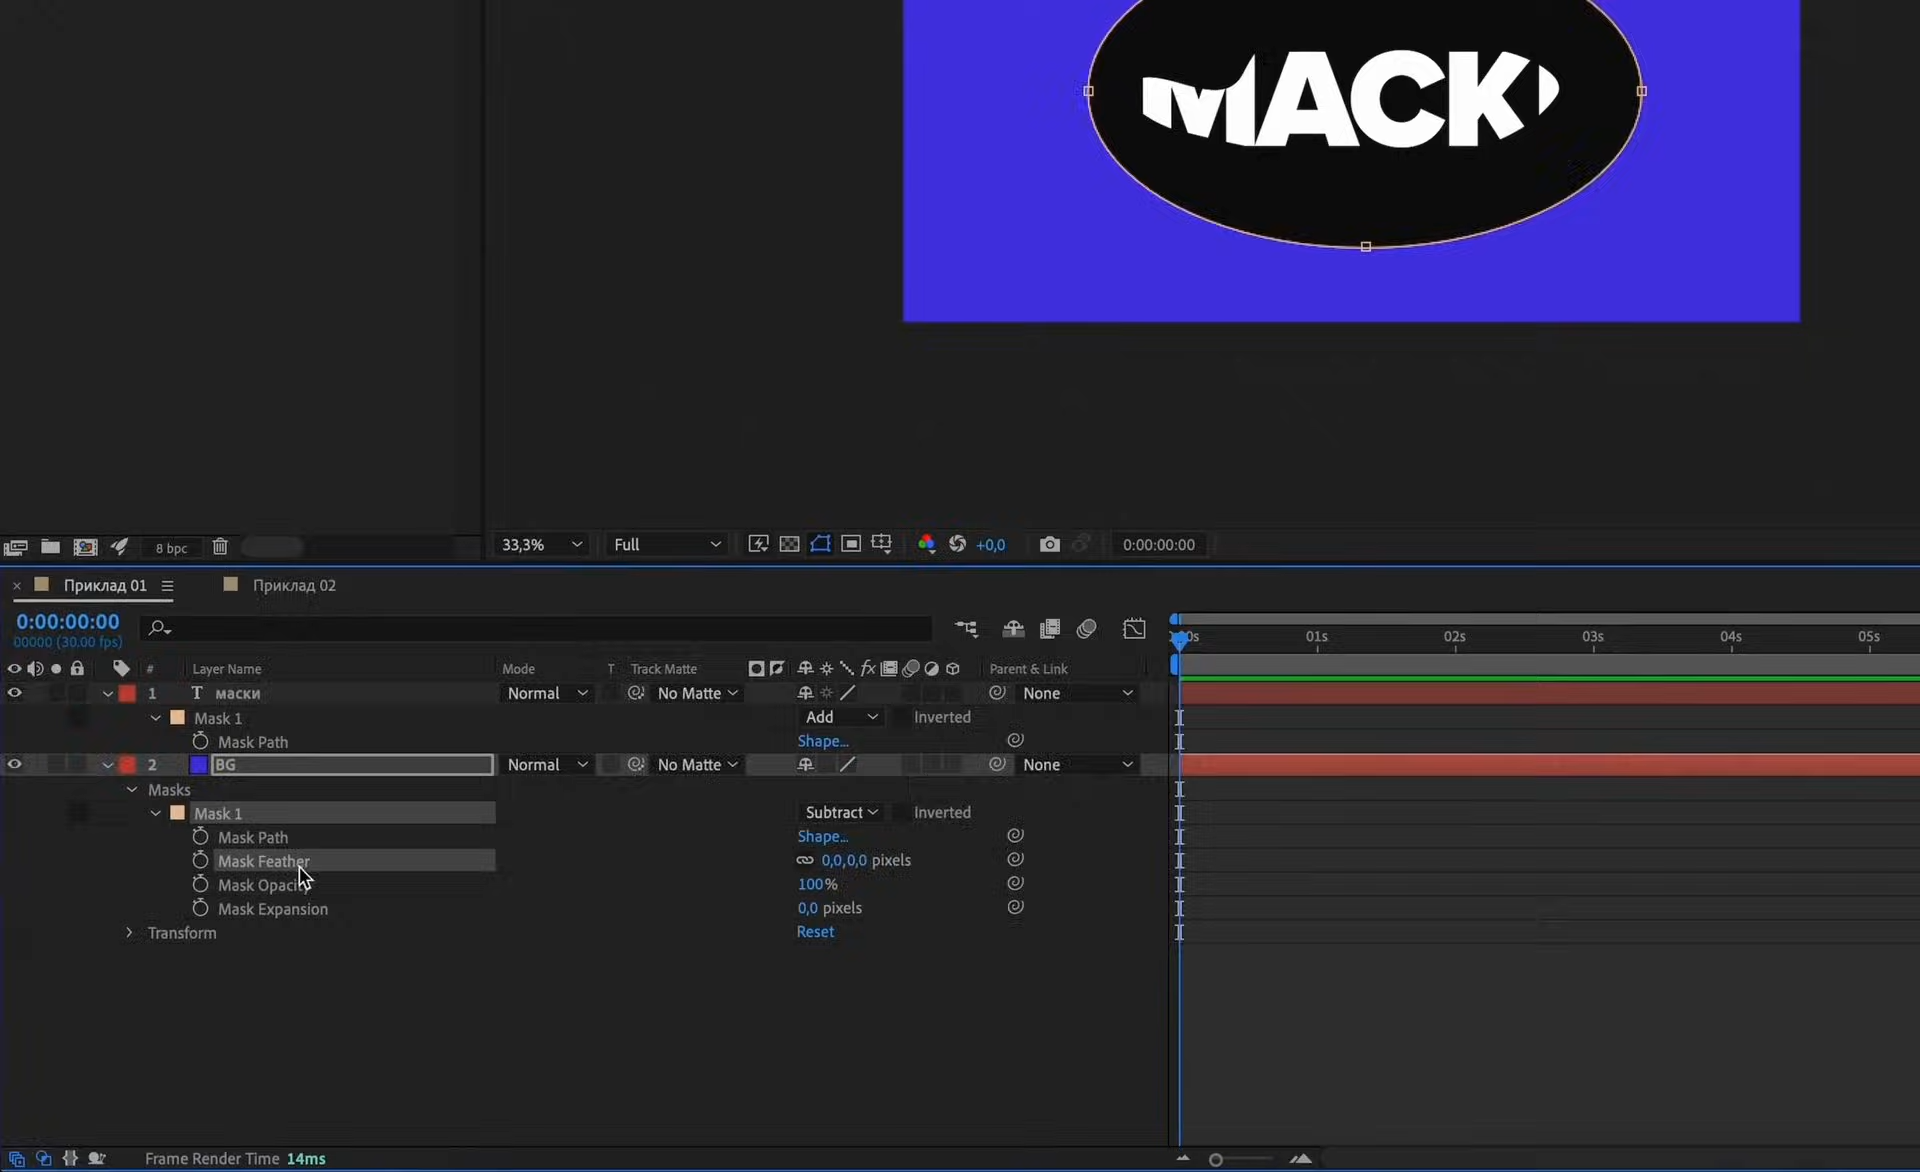 МАСК
8 bpc
33,3%
Full
+0,0
0:00:00:00
Приклад 01
Приклад 02
0:00:00:00
00000 (30.00 fps)
01s
02s
03s
04s
05s
#
Layer Name
Mode
T
Track Matte
fx
Parent & Link
1
T
маски
Normal
No Matte
None
Mask 1
Add
Inverted
Mask Path
Shape...
2
BG
Normal
No Matte
None
Masks
Mask 1
Subtract
Inverted
Mask Path
Shape...
Mask Feather
0,0,0,0 pixels
Mask Opacity
100%
Mask Expansion
0,0 pixels
Transform
Reset
Frame Render Time 14ms